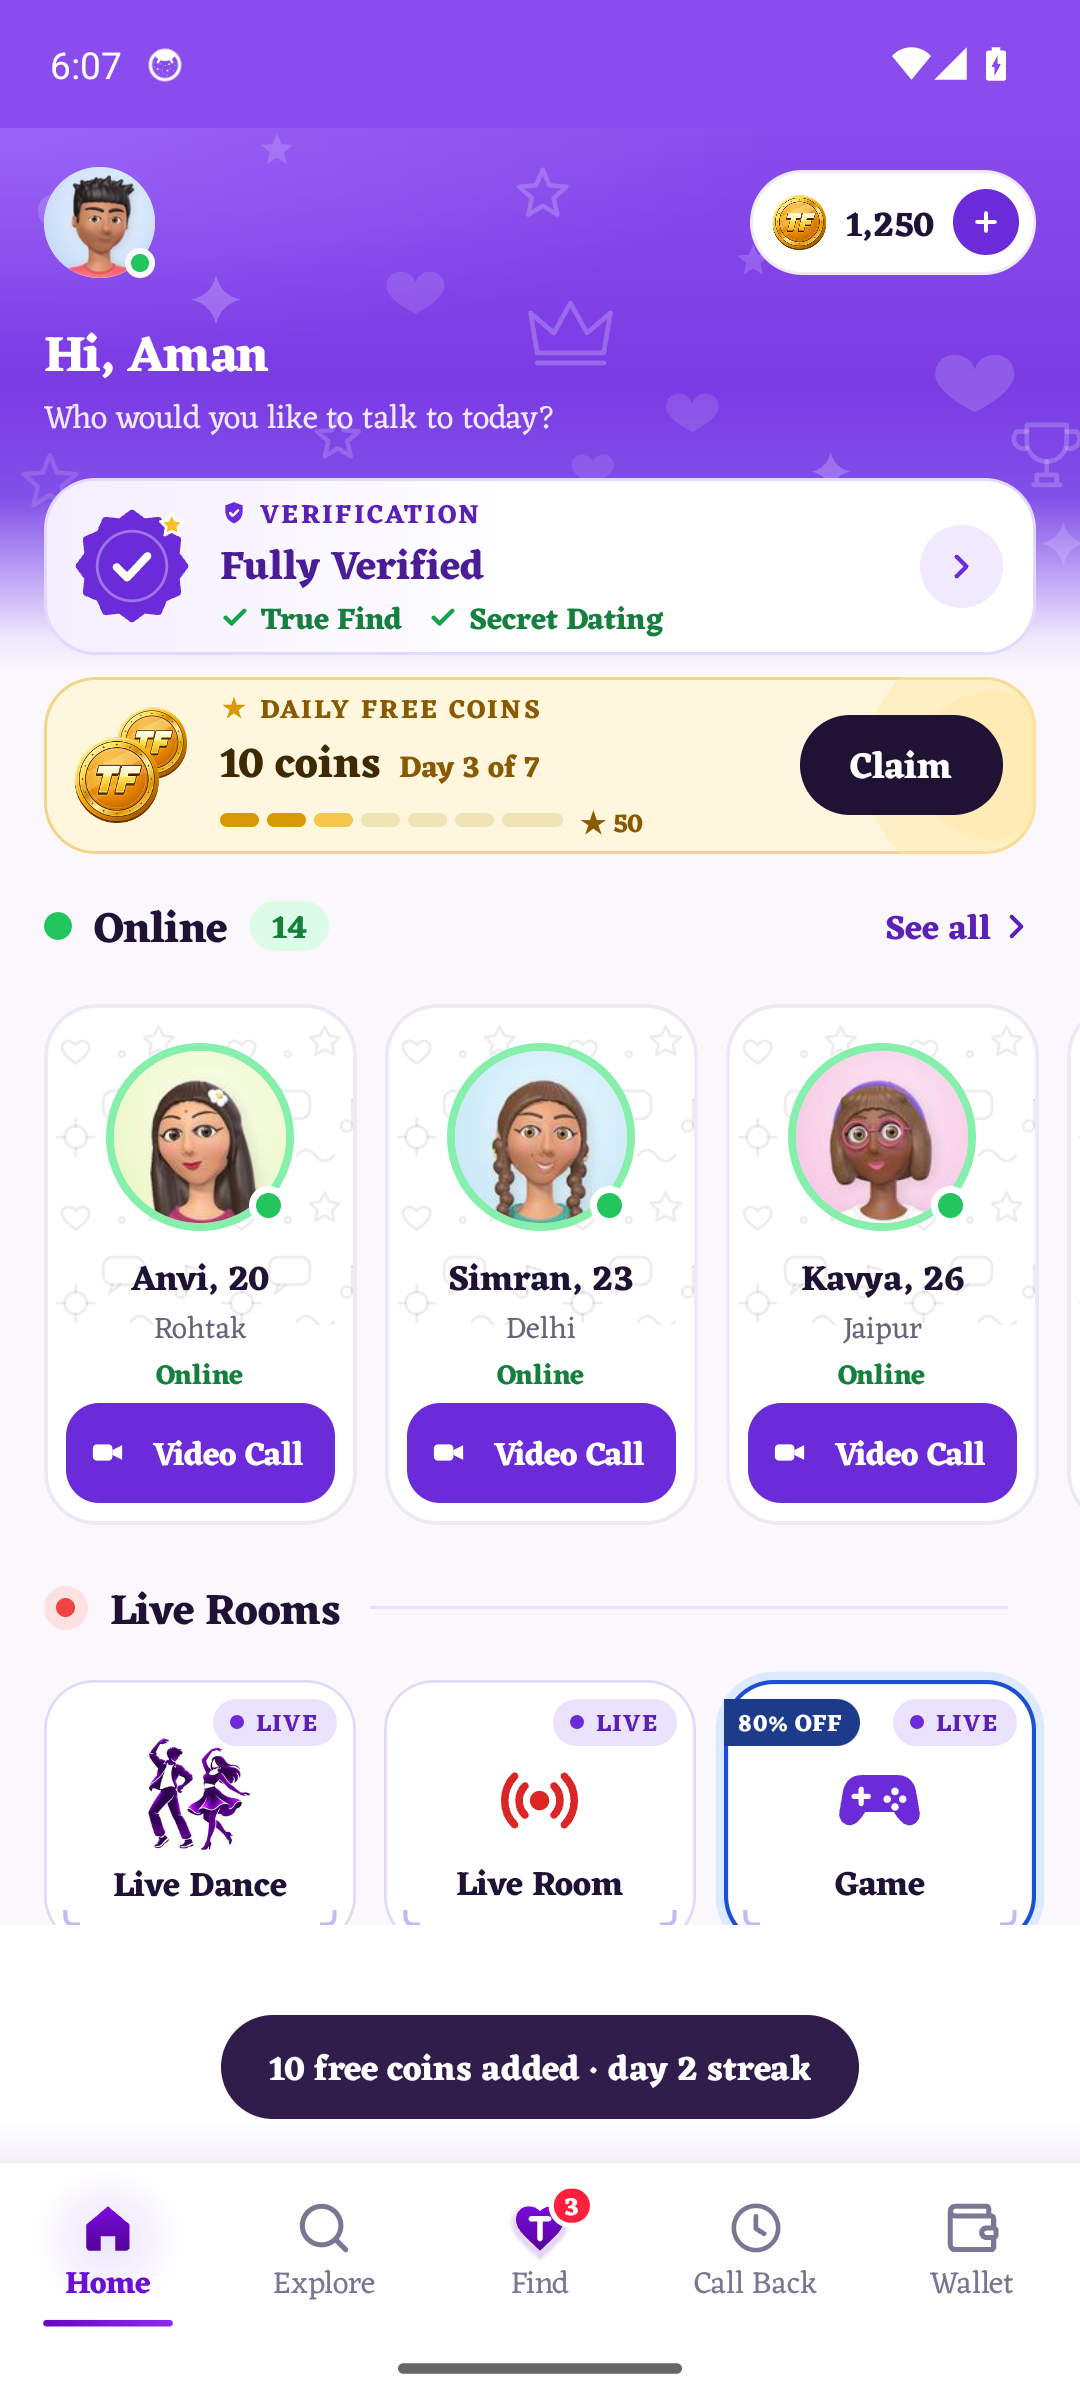 6:07
TF
1,250
Hi, Aman
Who would you like to talk to today?
VERIFICATION
Fully Verified
True Find
Secret Dating
TF
TF
DAILY FREE COINS
10 coins
Day 3 of 7
50
Claim
Online
14
See all
Anvi, 20
Rohtak
Online
Video Call
Simran, 23
Delhi
Online
Video Call
Kavya, 26
Jaipur
Online
Video Call
Live Rooms
LIVE
Live Dance
LIVE
Live Room
80% OFF
LIVE
Game
10 free coins added · day 2 streak
Home
Explore
T
3
Find
Call Back
Wallet